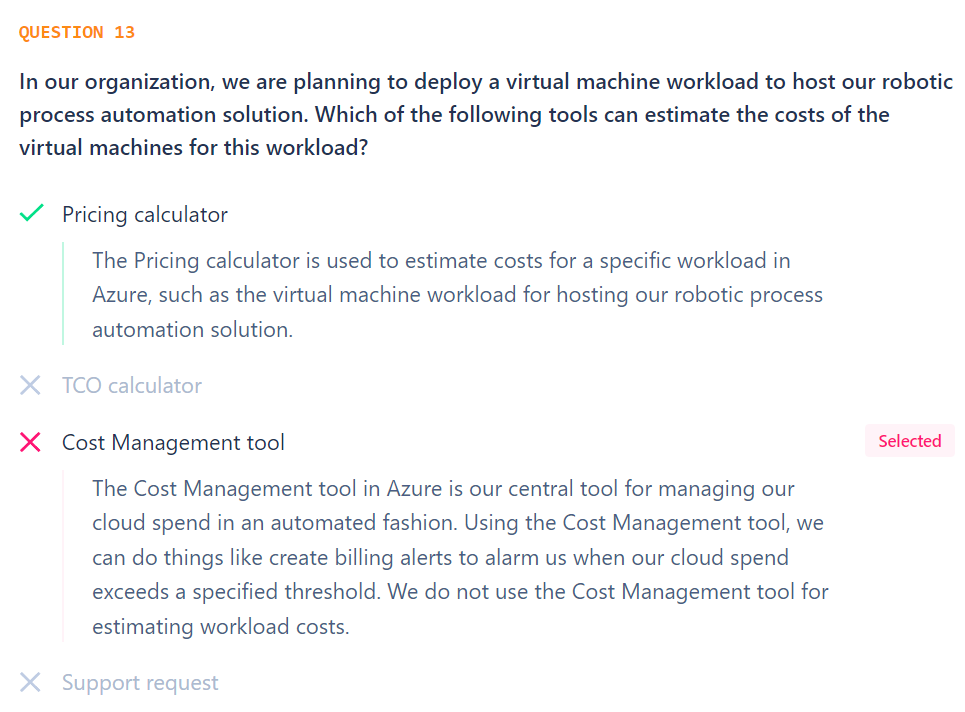 QUESTION 13
In our organization, we are planning to deploy a virtual machine workload to host our robotic
process automation solution. Which of the following tools can estimate the costs of the
virtual machines for this workload?
Pricing calculator
The Pricing calculator is used to estimate costs for a specific workload in
Azure, such as the virtual machine workload for hosting our robotic process
automation solution.
TCO calculator
Cost Management tool
Selected
The Cost Management tool in Azure is our central tool for managing our
cloud spend in an automated fashion. Using the Cost Management tool, we
can do things like create billing alerts to alarm us when our cloud spend
exceeds a specified threshold. We do not use the Cost Management tool for
estimating workload costs.
Support request